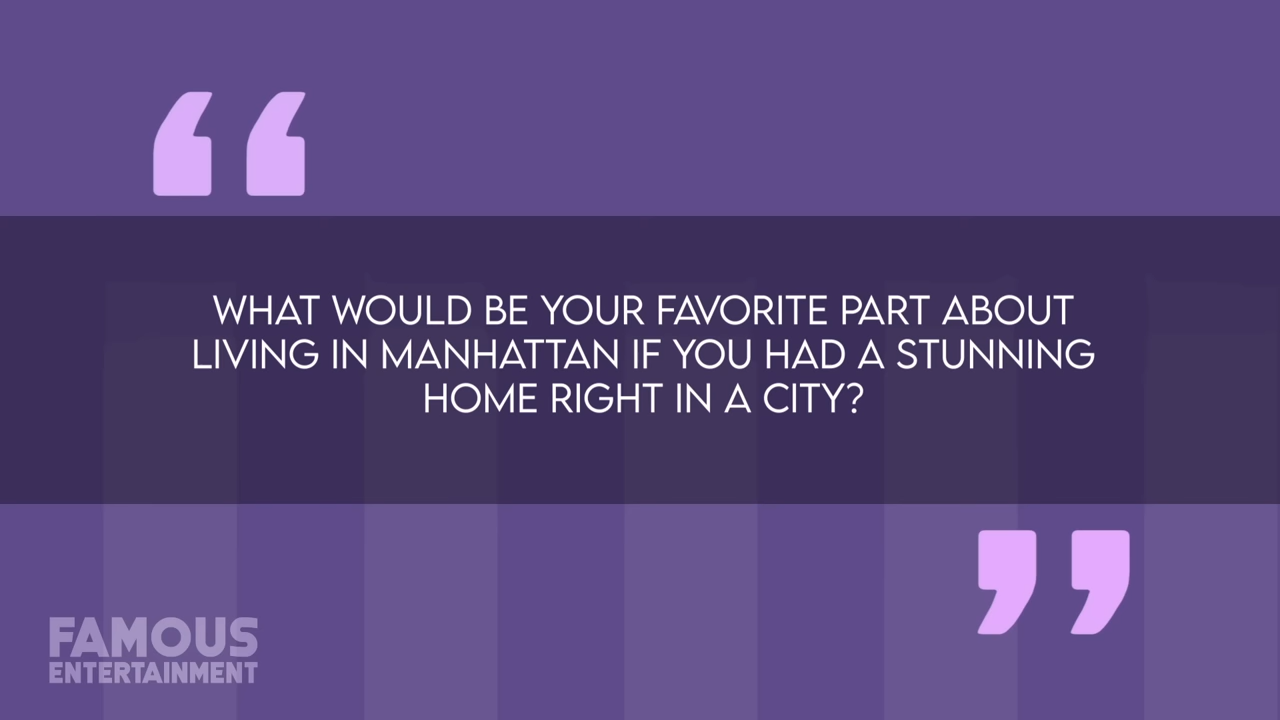 “
WHAT WOULD BE YOUR FAVORITE PART ABOUT
LIVING IN MANHATTAN IF YOU HAD A STUNNING
HOME RIGHT IN A CITY?
”
FAMOUS
ENTERTAINMENT